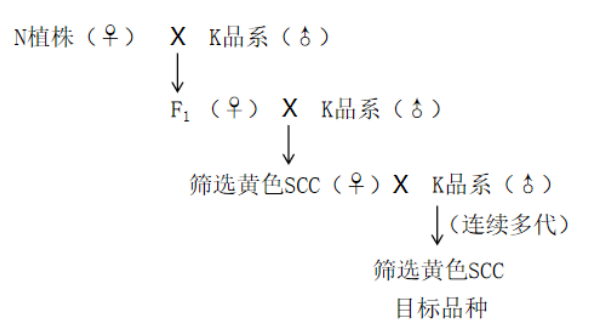 N植株（♀） X K品系（♂）
F₁（♀） X K品系（♂）
筛选黄色SCC（♀）X K品系（♂）
（连续多代）
筛选黄色SCC
目标品种